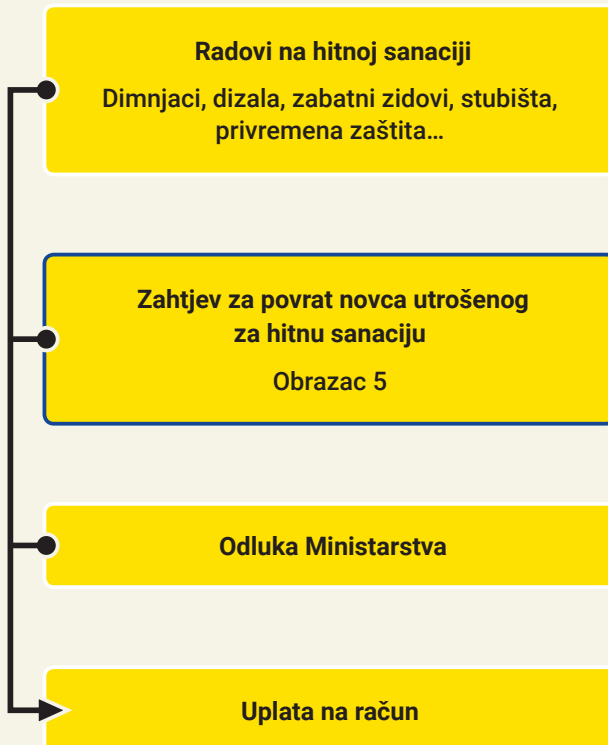 Radovi na hitnoj sanaciji
Dimnjaci, dizala, zabatni zidovi, stubišta,
privremena zaštita…
Zahtjev za povrat novca utrošenog
za hitnu sanaciju
Obrazac 5
Odluka Ministarstva
Uplata na račun